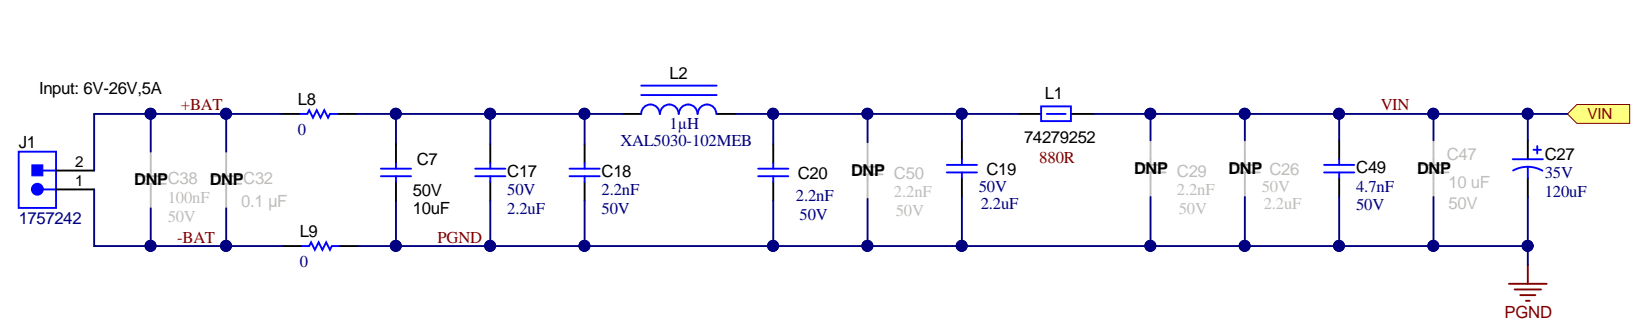 Input: 6V-26V,5A
J1
2
1
1757242
+BAT
-BAT
DNP
C38
100nF
50V
DNP
C32
0.1 µF
L8
0
L9
0
C7
50V
10uF
PGND
C17
50V
2.2uF
C18
2.2nF
50V
L2
1µH
XAL5030-102MEB
C20
2.2nF
50V
DNP
C50
2.2nF
50V
C19
50V
2.2uF
L1
74279252
880R
DNP
C29
2.2nF
50V
DNP
C26
50V
2.2uF
VIN
C49
4.7nF
50V
DNP
C47
10 uF
50V
+
C27
35V
120uF
VIN
PGND